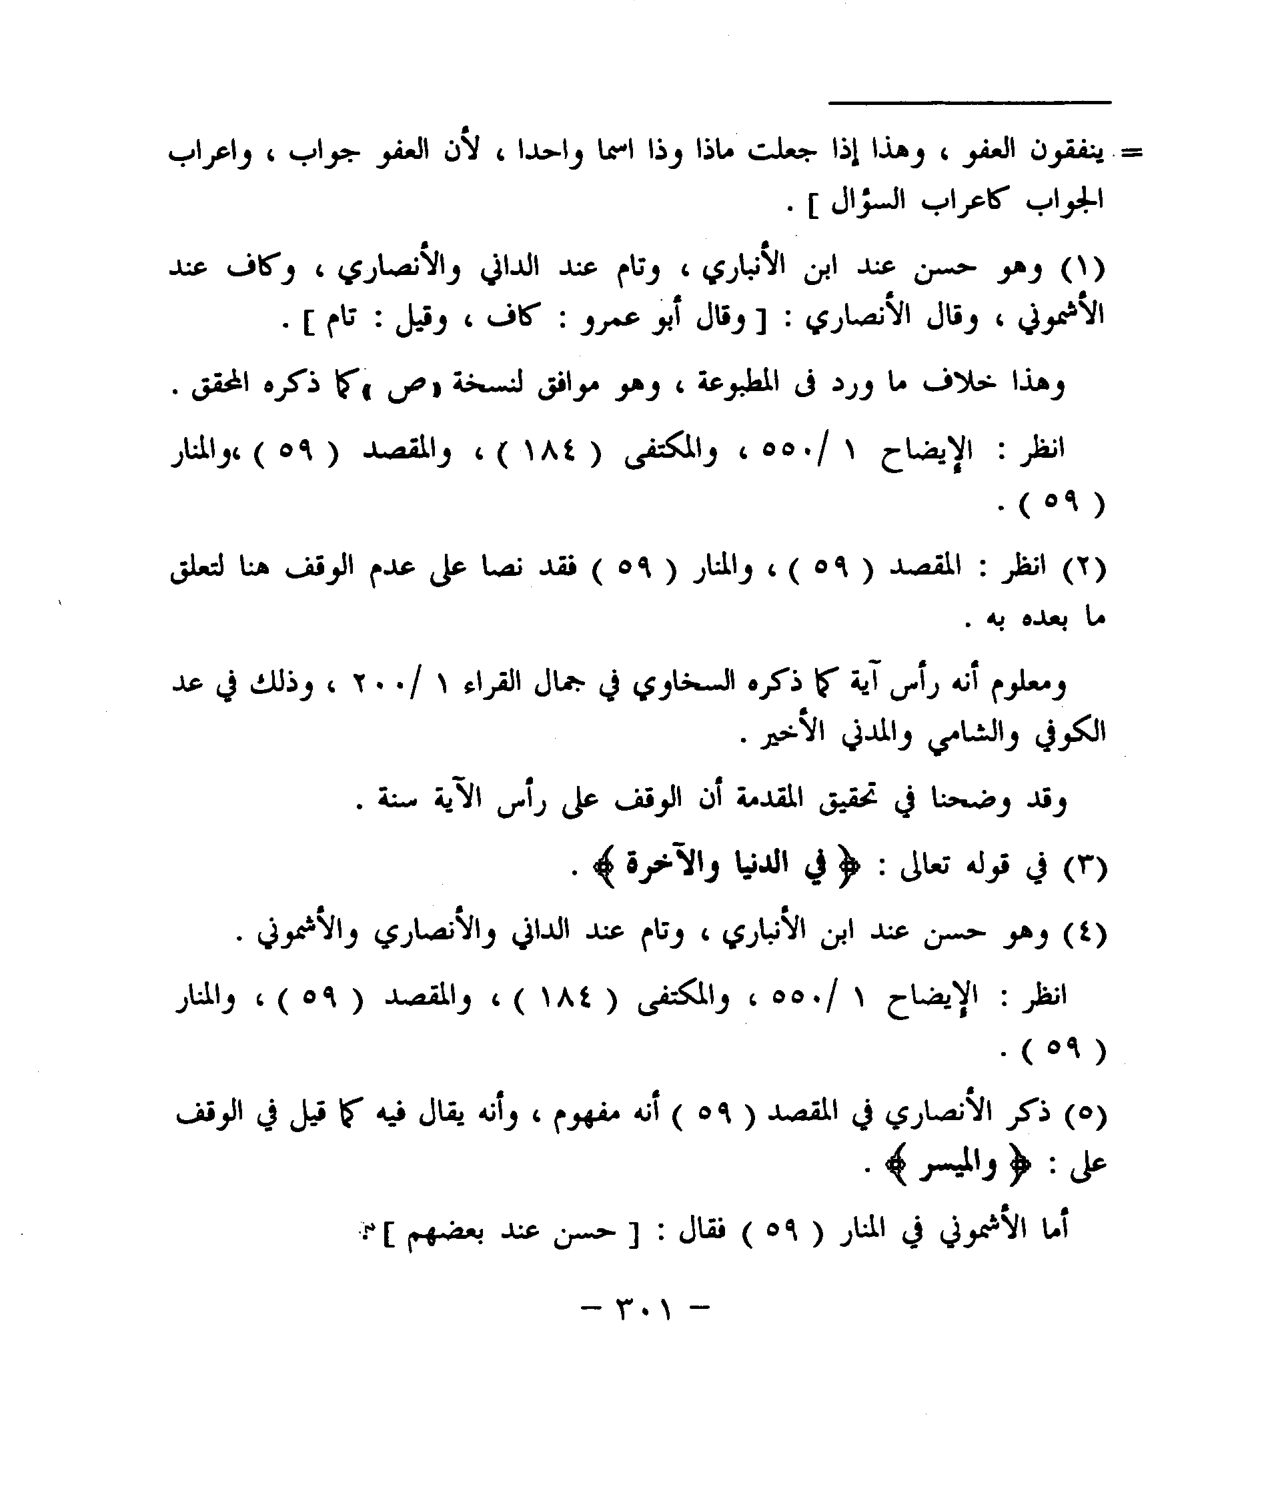 = ينفقون العفو ، وهذا إذا جعلت ماذا وذا اسما واحدا ، لأن العفو جواب ، واعراب
الجواب كاعراب السؤال ] .
(١) وهو حسن عند ابن الأنباري ، وتام عند الداني والأنصاري ، وكاف عند
الأشموني ، وقال الأنصاري : [ وقال أبو عمرو : كاف ، وقيل : تام ] .
وهذا خلاف ما ورد فى المطبوعة ، وهو موافق لنسخة « ص » كما ذكره المحقق .
انظر : الإيضاح ١ /٥٥٠ ، والمكتفى ( ١٨٤ ) ، والمقصد ( ٥٩ ) ،والمنار
( ٥٩ ) .
(٢) انظر : المقصد ( ٥٩ ) ، والمنار ( ٥٩ ) فقد نصا على عدم الوقف هنا لتعلق
ما بعده به .
ومعلوم أنه رأس آية كما ذكره السخاوي في جمال القراء ١ /٢٠٠ ، وذلك في عد
الكوفي والشامي والمدني الأخير .
وقد وضحنا في تحقيق المقدمة أن الوقف على رأس الآية سنة .
(٣) في قوله تعالى : ﴿ في الدنيا والآخرة ﴾ .
(٤) وهو حسن عند ابن الأنباري ، وتام عند الداني والأنصاري والأشموني .
انظر : الإيضاح ١ /٥٥٠ ، والمكتفى ( ١٨٤ ) ، والمقصد ( ٥٩ ) ، والمنار
( ٥٩ ) .
(٥) ذكر الأنصاري في المقصد ( ٥٩ ) أنه مفهوم ، وأنه يقال فيه كما قيل في الوقف
على : ﴿ والميسر ﴾ .
أما الأشموني في المنار ( ٥٩ ) فقال : [ حسن عند بعضهم ] .
- ٣٠١ -